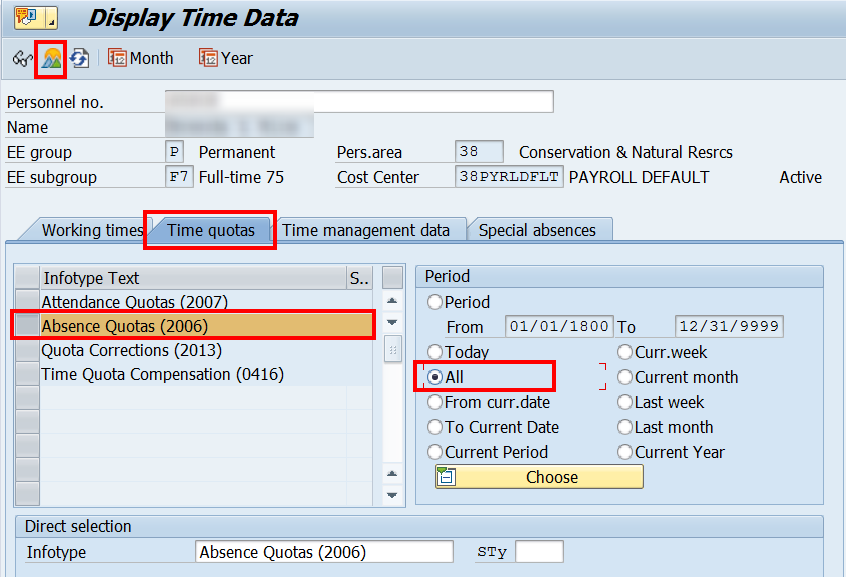 Display Time Data
Month Year
Personnel no.
Name
EE group P Permanent Pers.area 38 Conservation & Natural Resrcs
EE subgroup F7 Full-time 75 Cost Center 38PYRLDFLT PAYROLL DEFAULT Active
Working times Time quotas Time management data Special absences
Infotype Text S..
Attendance Quotas (2007)
Absence Quotas (2006)
Quota Corrections (2013)
Time Quota Compensation (0416)
Period
Period
From 01/01/1800 To 12/31/9999
Today Curr.week
All Current month
From curr.date Last week
To Current Date Last month
Current Period Current Year
Choose
Direct selection
Infotype Absence Quotas (2006) STy